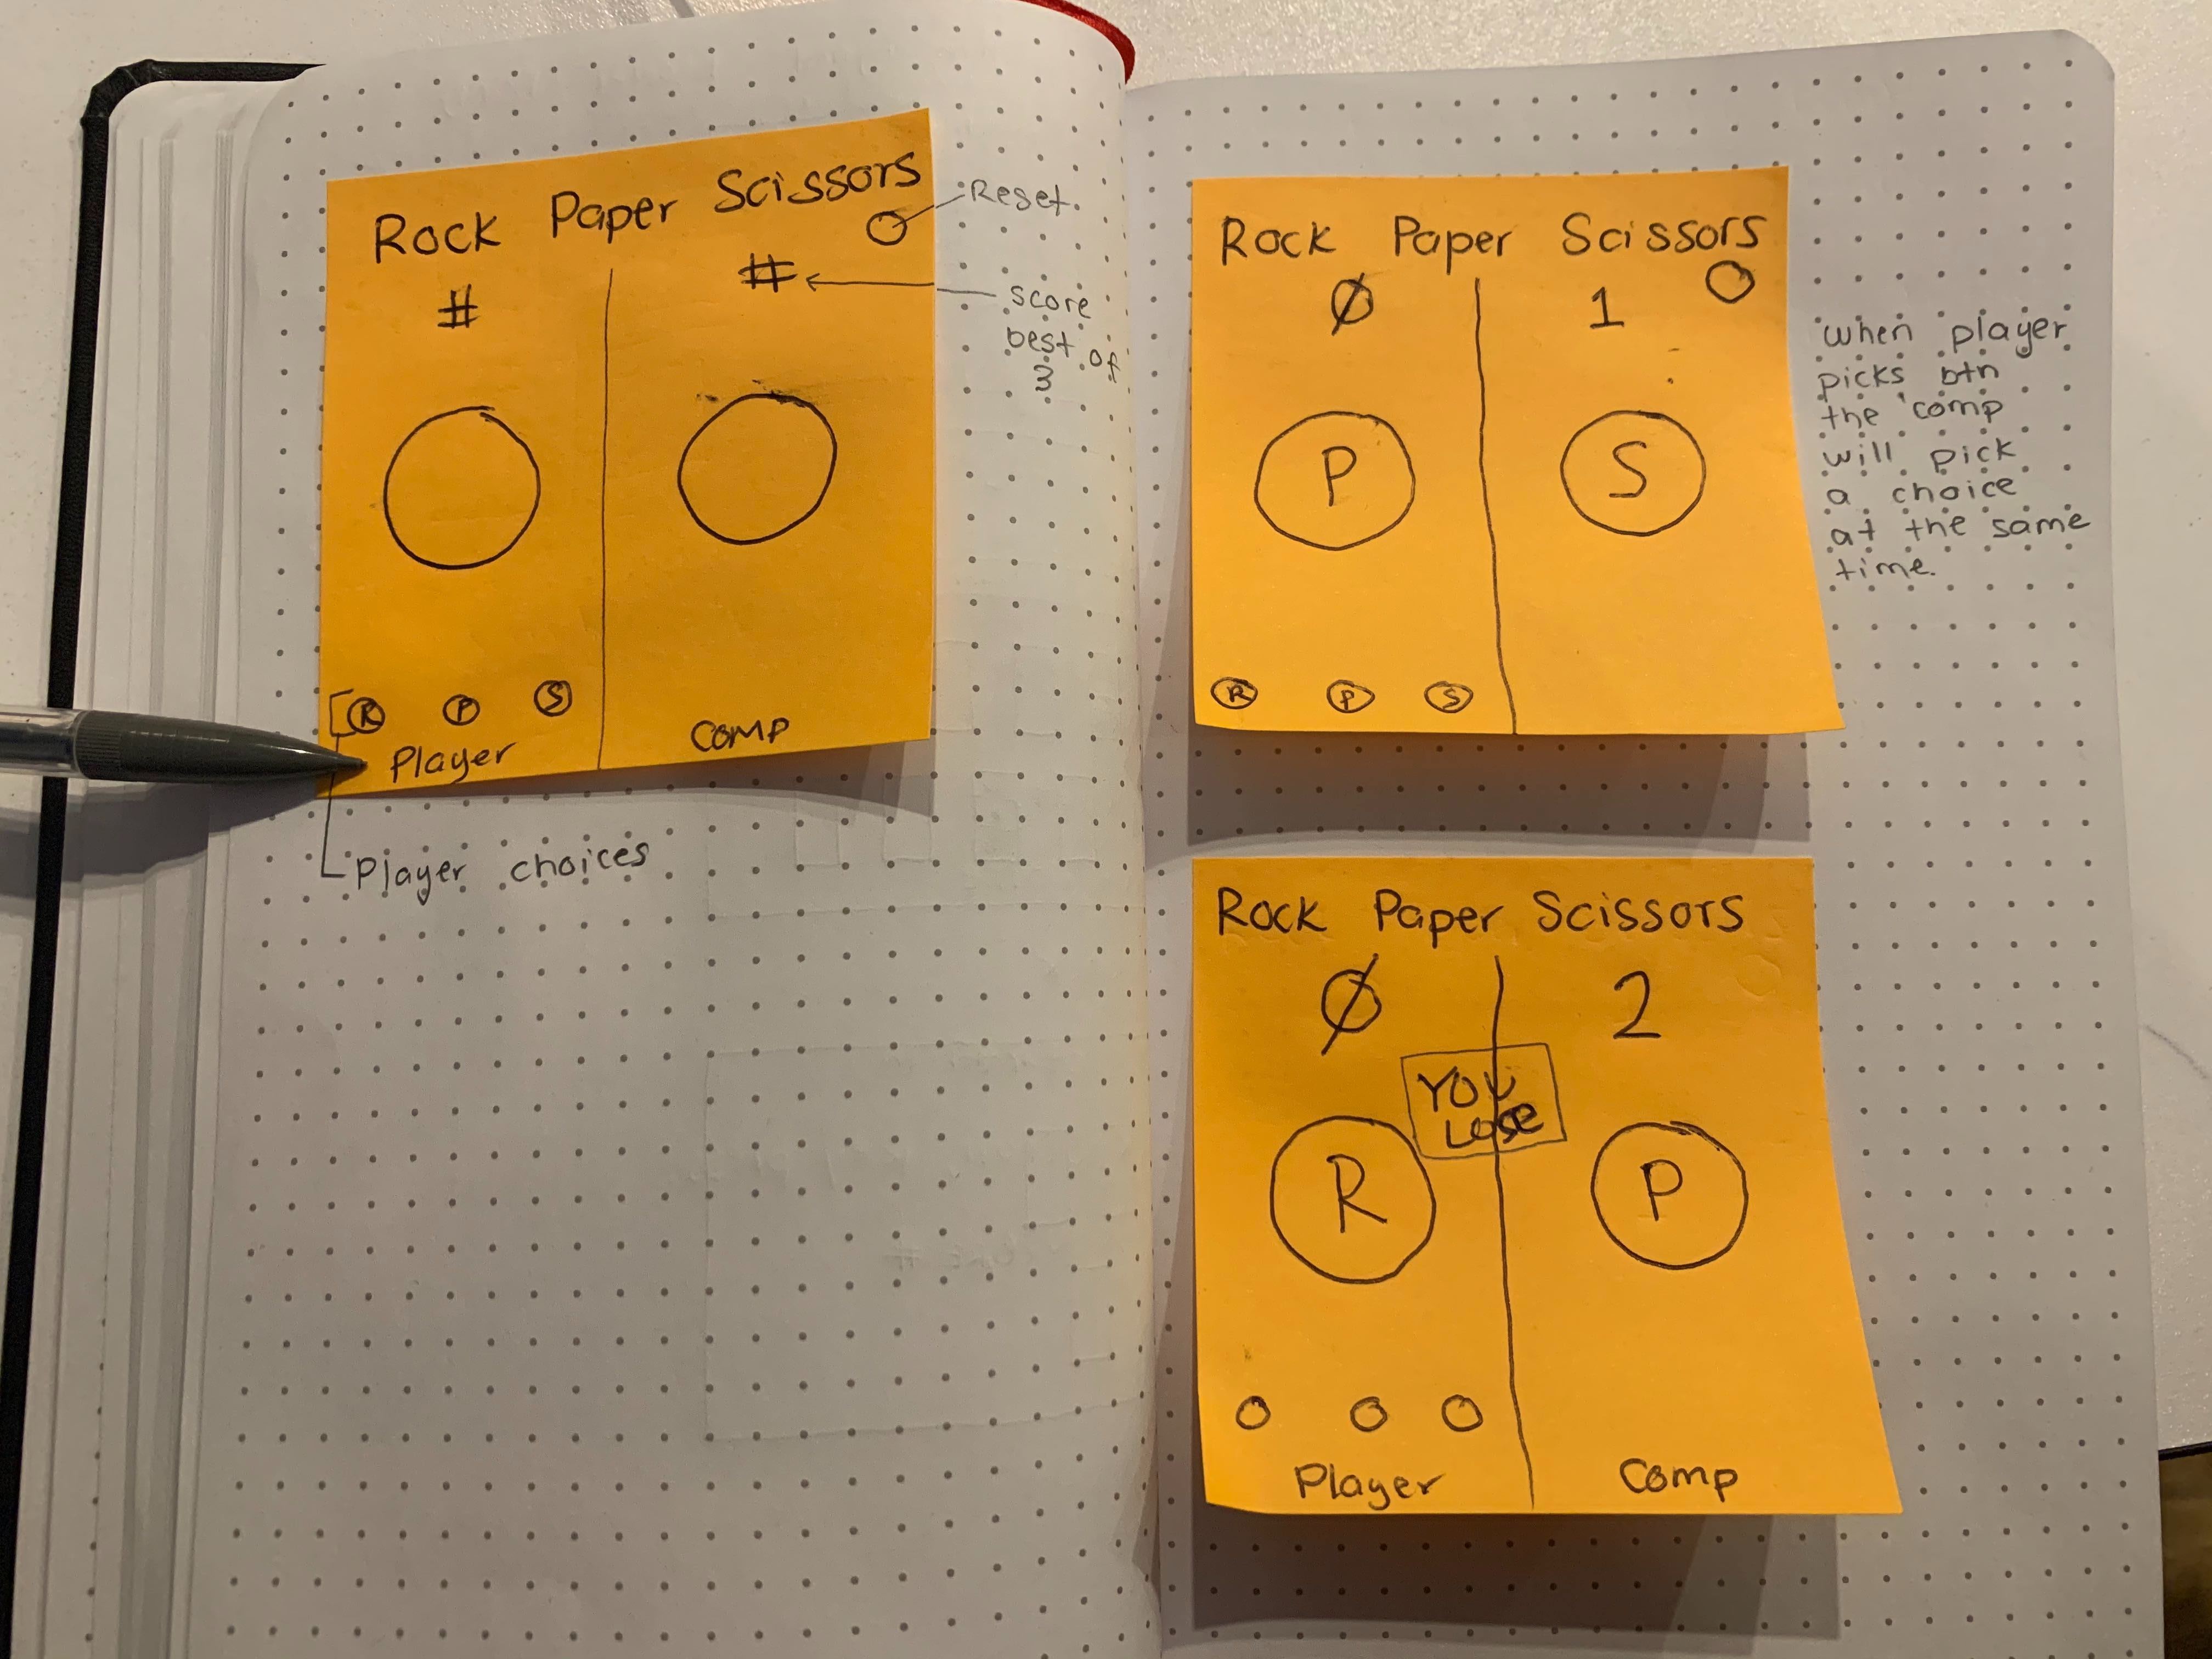 Rock Paper Scissors
Reset.
#
#
score
best of
3
R P S
Player
COMP
Player choices
Rock Paper Scissors
Ø
1
P
S
R P S
when player
picks btn
the comp
will pick
a choice
at the same
time.
Rock Paper Scissors
Ø
2
YOU
Lose
R
P
Player
Comp